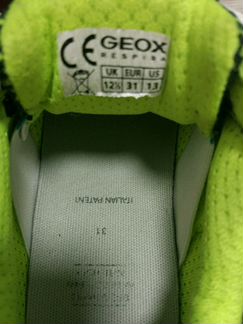 CE GEOX
RESPIRA
UK EUR US
12½ 31 13
ITALIAN PATENT
31